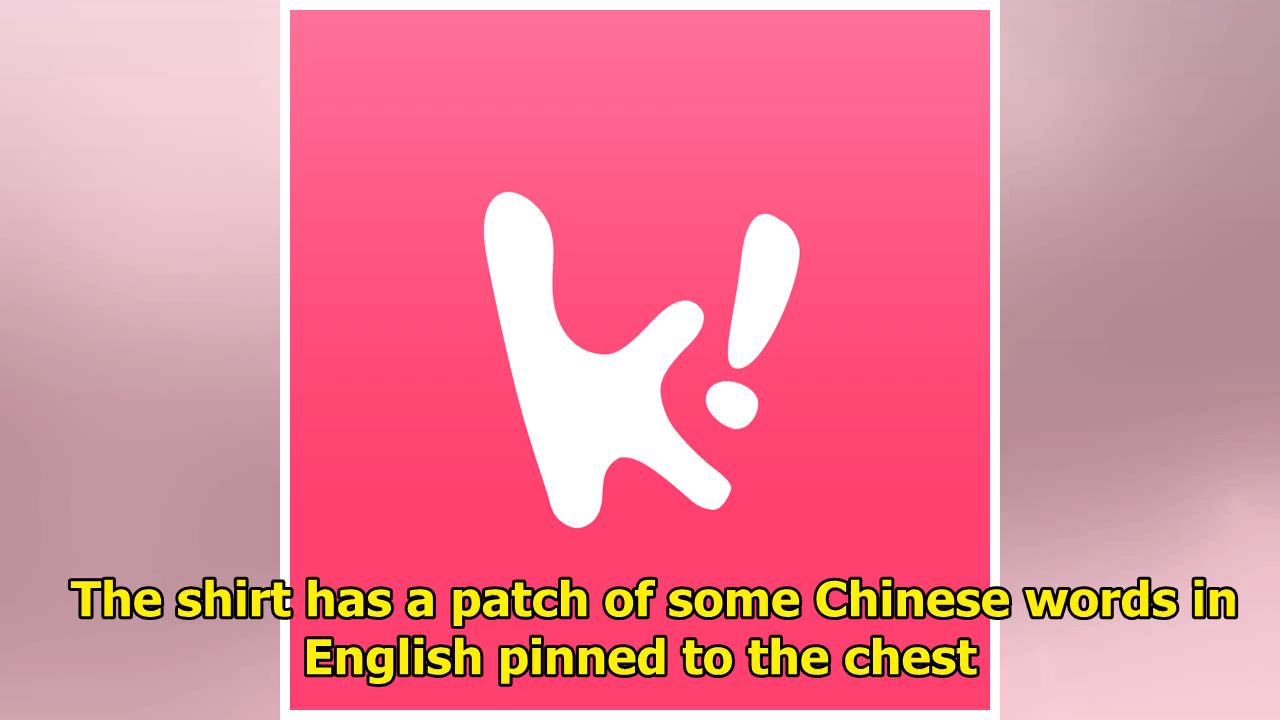 k!
The shirt has a patch of some Chinese words in
English pinned to the chest